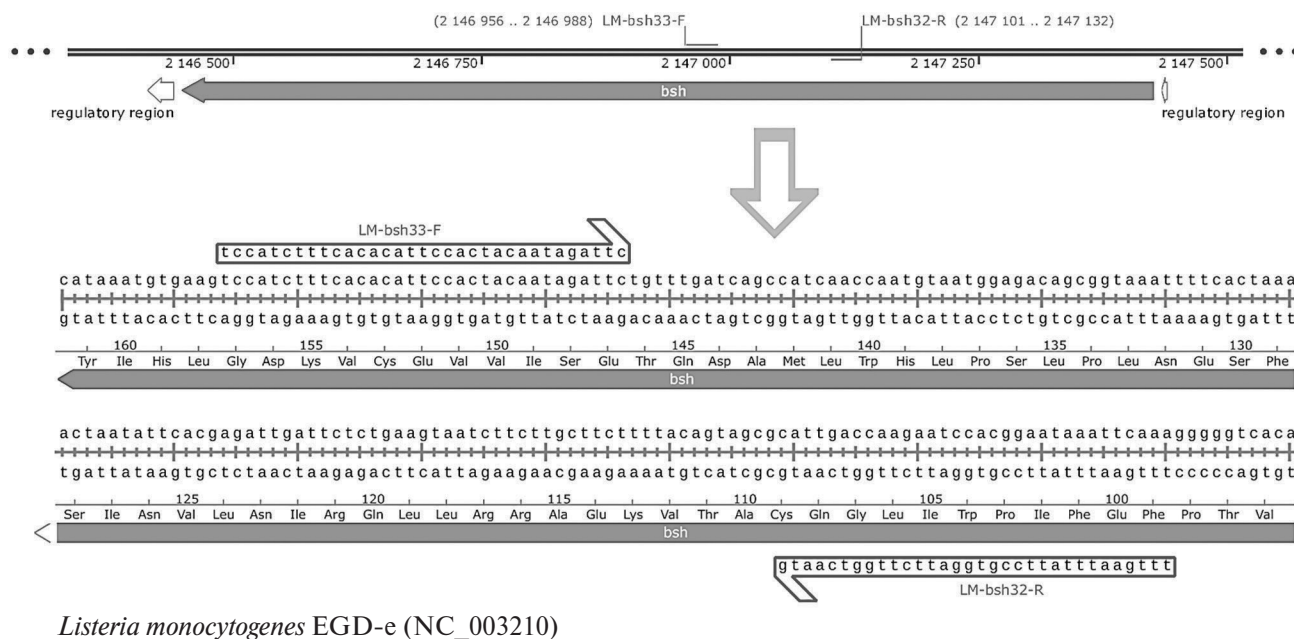 (2 146 956 .. 2 146 988) LM-bsh33-F
LM-bsh32-R (2 147 101 .. 2 147 132)
2 146 500 2 146 750 2 147 000 2 147 250 2 147 500
bsh
regulatory region regulatory region
LM-bsh33-F
tccatctttcacacattccactacaatagattc
cataaatgtgaagtccatctttcacacattccactacaatagattctgtttgatcagccatcaaccaatgtaatggagacagcggtaaattttcactaaa
gtatttacacttcaggtagaaagtgtgtaaggtgatgttatctaagacaaactagtcggtagttggttacattacctctgtcgccatttaaaagtgattt
160 155 150 145 140 135 130
Tyr Ile His Leu Gly Asp Lys Val Cys Glu Val Val Ile Ser Glu Thr Gln Asp Ala Met Leu Trp His Leu Pro Ser Leu Pro Leu Asn Glu Ser Phe
bsh
actaatattcacgagattgattctctgaagtaatcttcttgcttcttttacagtagcgcattgaccaagaatccacggaataaattcaaagggggtcaca
tgattataagtgctctaactaagagacttcattagaagaacgaagaaaatgtcatcgcgtaactggttcttaggtgccttatttaagtttcccccagtgt
125 120 115 110 105 100
Ser Ile Asn Val Leu Asn Ile Arg Gln Leu Leu Arg Arg Ala Glu Lys Val Thr Ala Cys Gln Gly Leu Ile Trp Pro Ile Phe Glu Phe Pro Thr Val
bsh
gtaactggttcttaggtgccttatttaagttt
LM-bsh32-R
Listeria monocytogenes EGD-e (NC_003210)